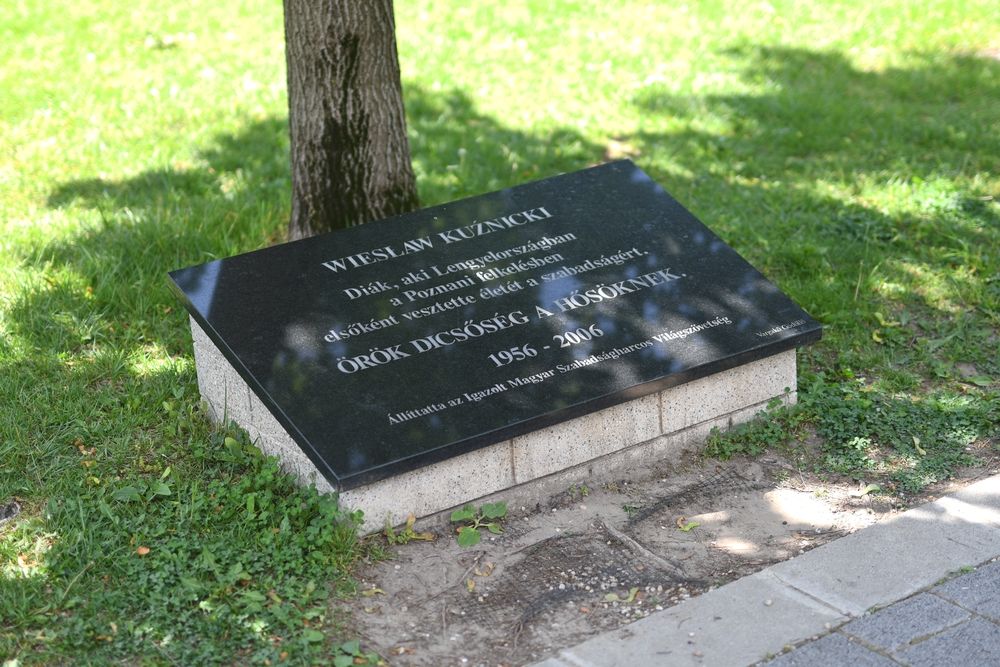 WIESŁAW KUŹNICKI
Diák, aki Lengyelországban
a Poznani felkelésben
elsőként vesztette életét a szabadságért.
ÖRÖK DICSŐSÉG A HŐSÖKNEK.
1956 - 2006
Állíttatta az Igazolt Magyar Szabadságharcos Világszövetség